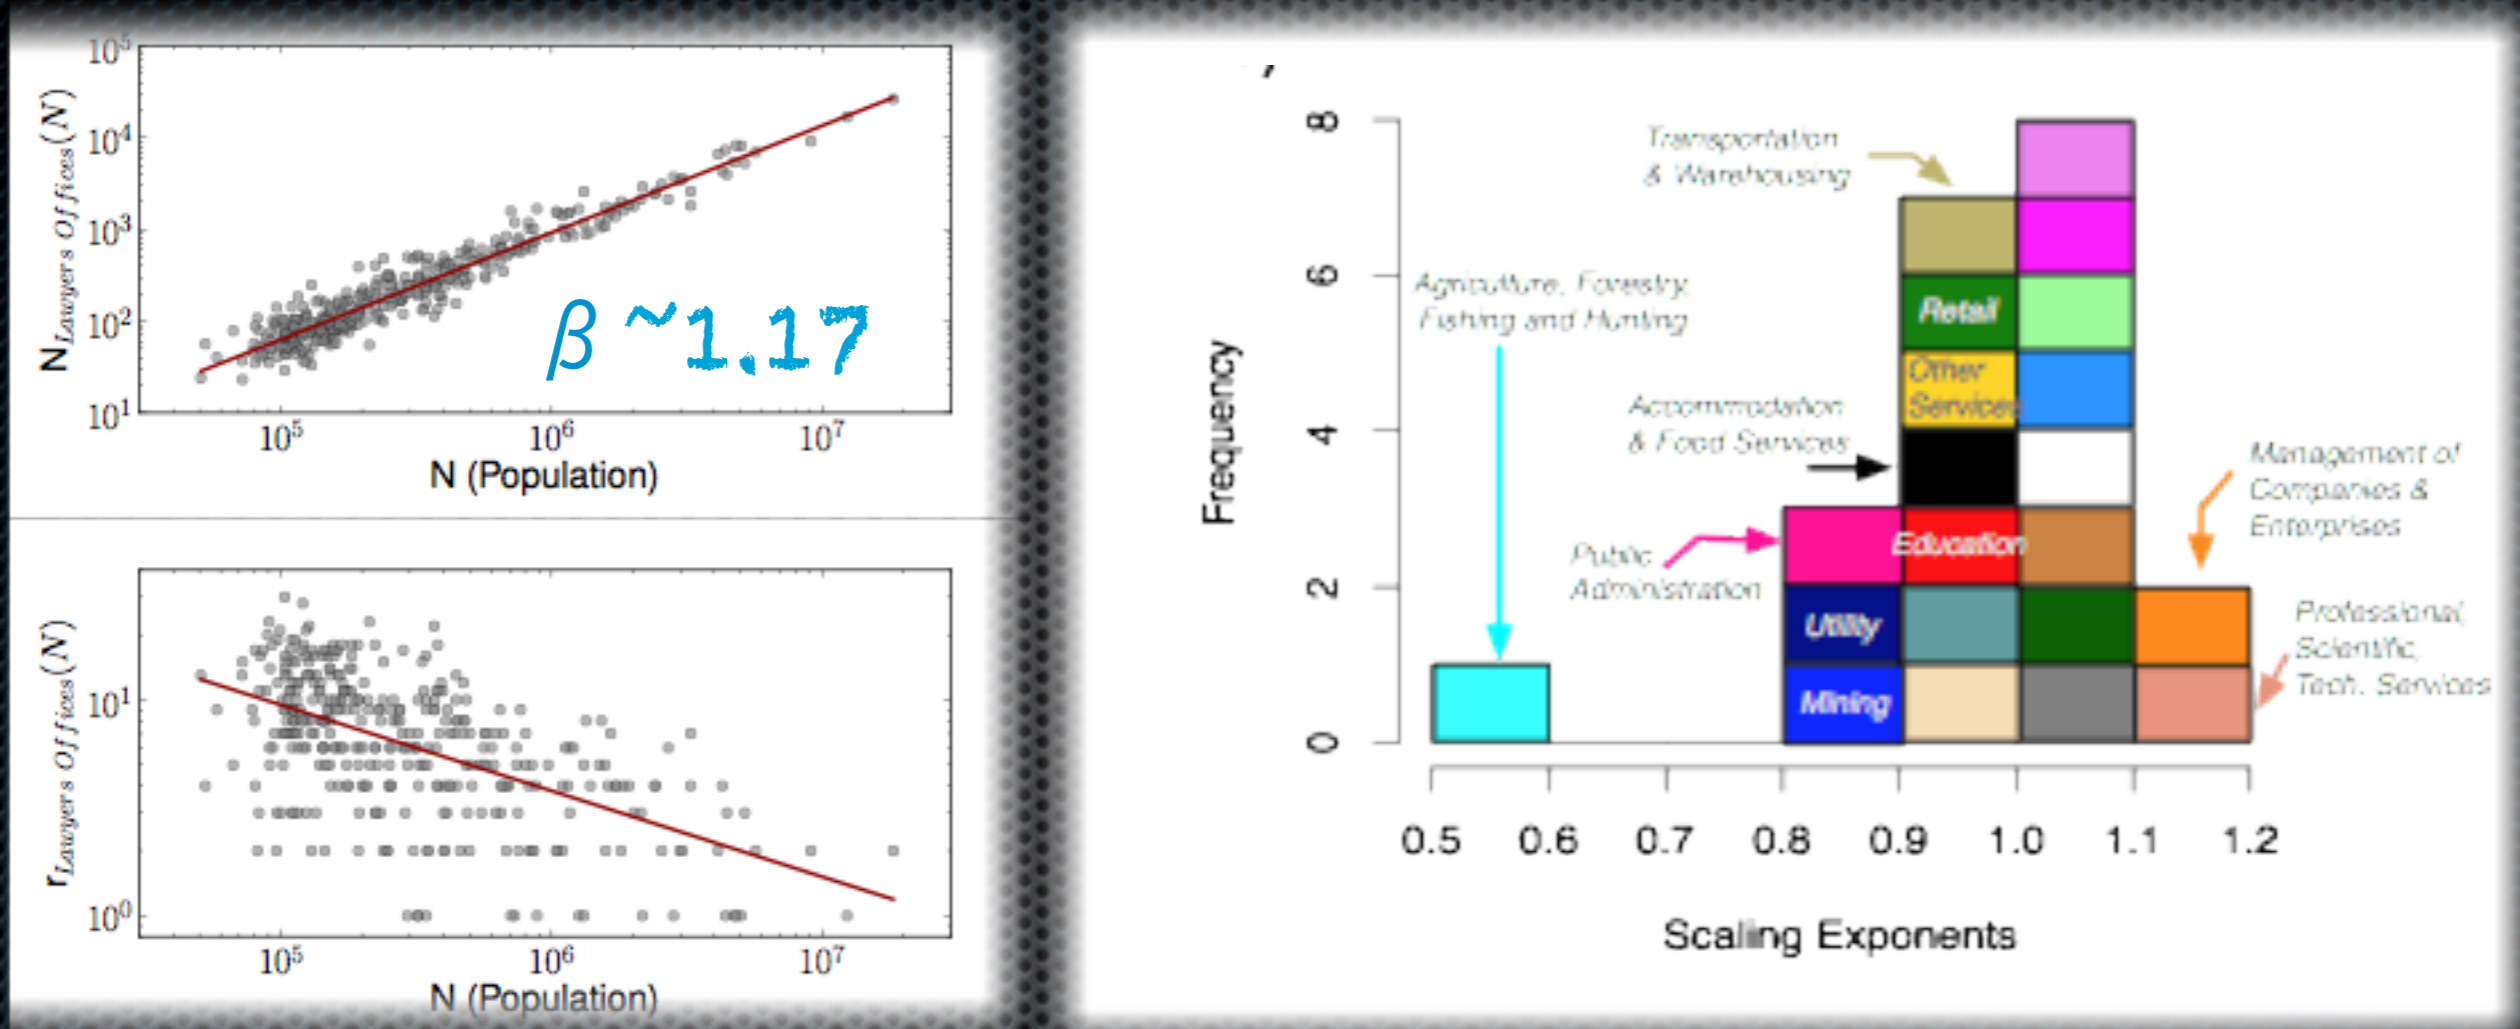 10^5
10^4
10^3
10^2
10^1
N_Lawyers Offices(N)
β ~1.17
10^5 10^6 10^7
N (Population)
10^1
10^0
r_Lawyers Offices(N)
10^5 10^6 10^7
N (Population)
8
6
4
2
0
Frequency
Transportation
& Warehousing
Agriculture, Forestry,
Fishing and Hunting
Retail
Other
Services
Accommodation
& Food Services
Management of
Companies &
Enterprises
Education
Public
Administration
Utility
Professional,
Scientific,
Tech. Services
Mining
0.5 0.6 0.7 0.8 0.9 1.0 1.1 1.2
Scaling Exponents